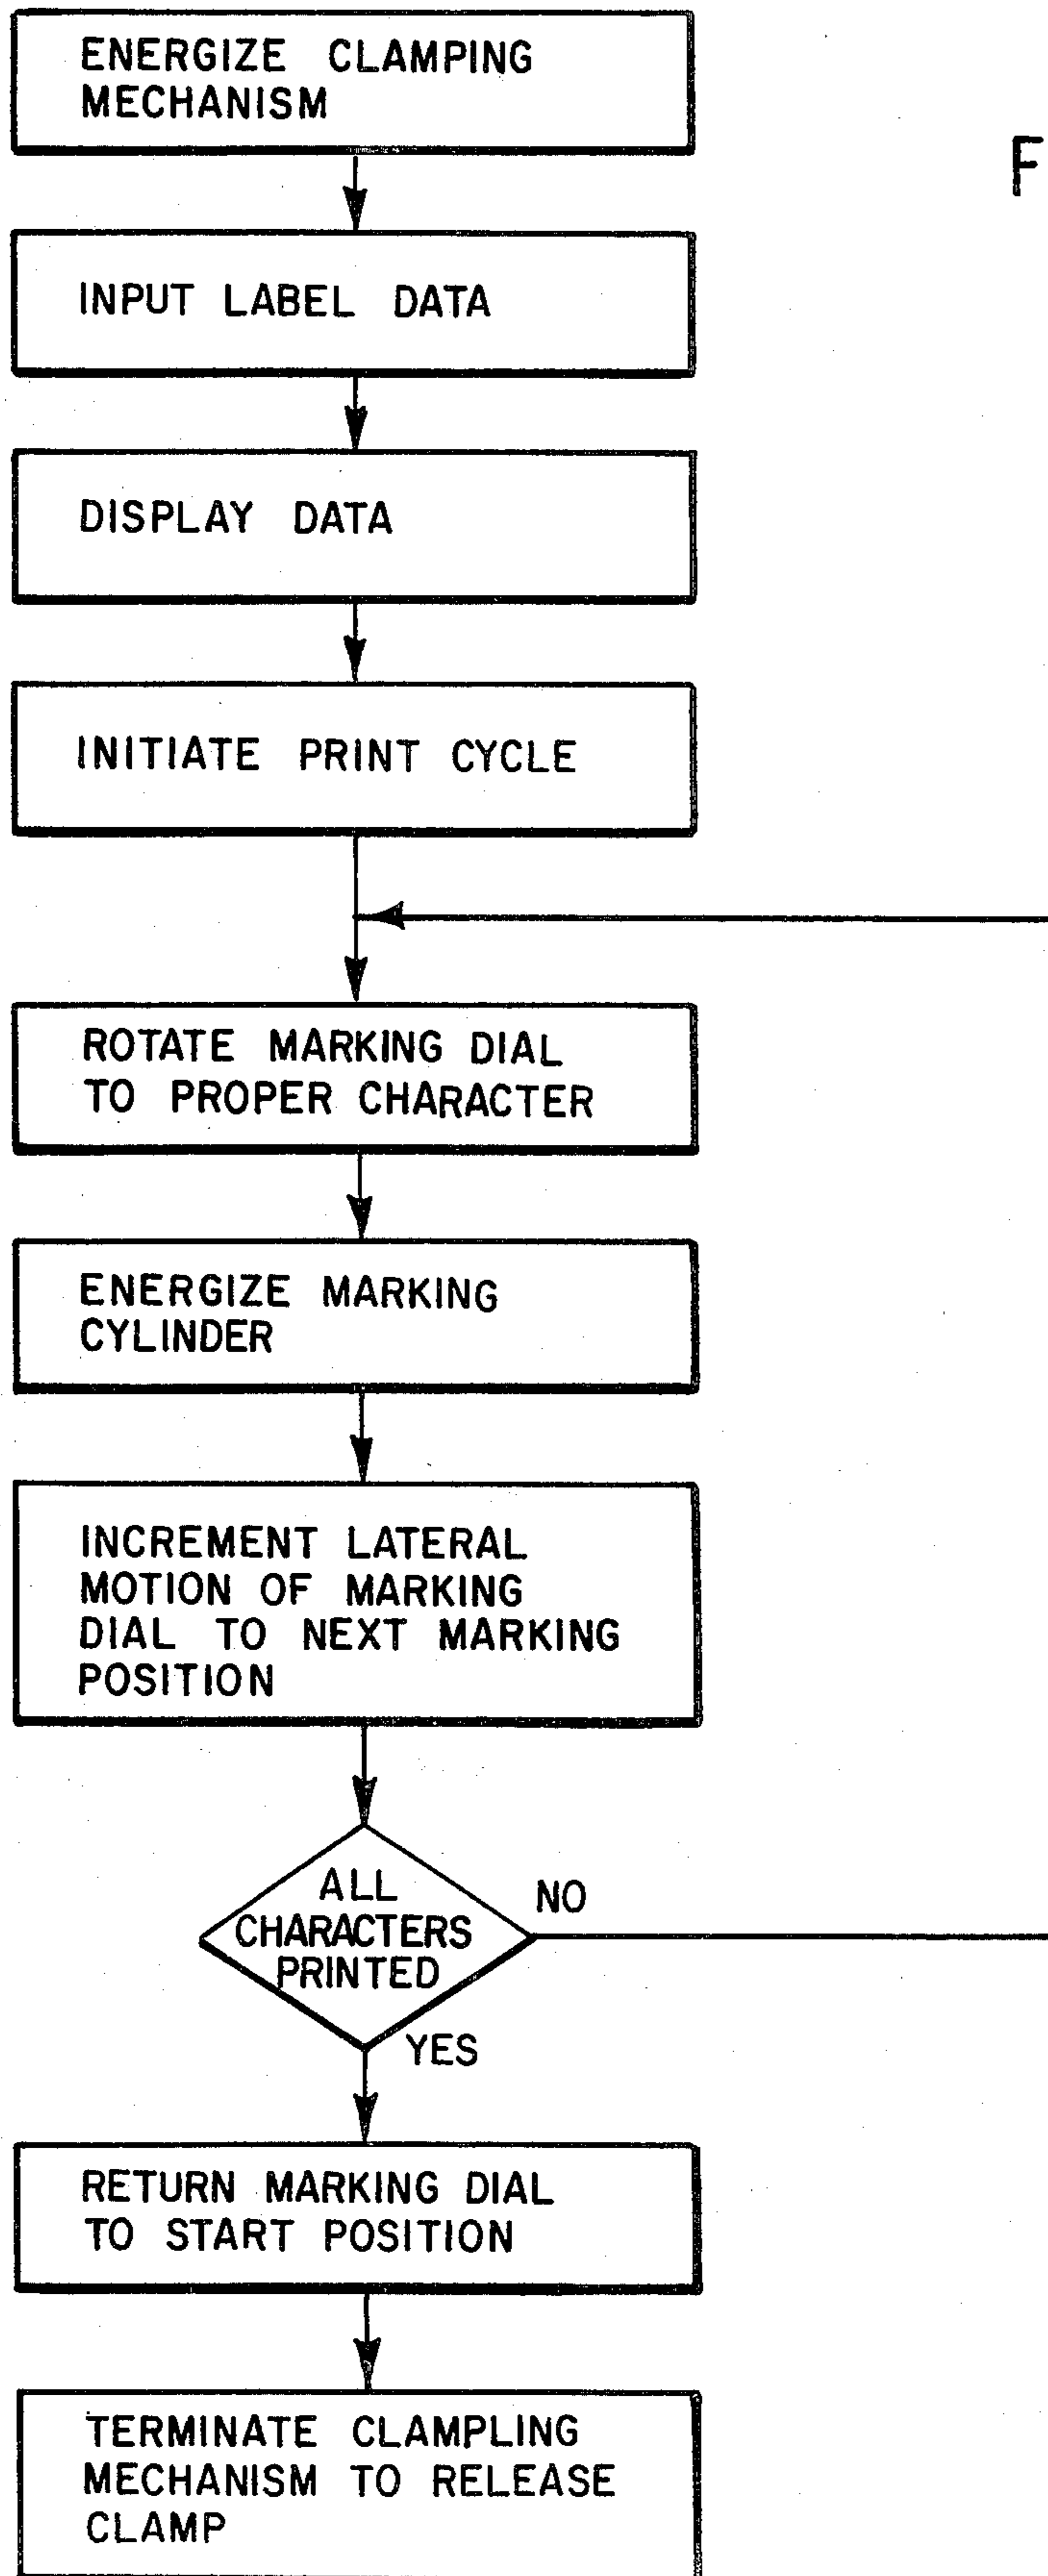 ENERGIZE CLAMPING
MECHANISM
F
INPUT LABEL DATA
DISPLAY DATA
INITIATE PRINT CYCLE
ROTATE MARKING DIAL
TO PROPER CHARACTER
ENERGIZE MARKING
CYLINDER
INCREMENT LATERAL
MOTION OF MARKING
DIAL TO NEXT MARKING
POSITION
ALL
CHARACTERS
PRINTED
NO
YES
RETURN MARKING DIAL
TO START POSITION
TERMINATE CLAMPLING
MECHANISM TO RELEASE
CLAMP